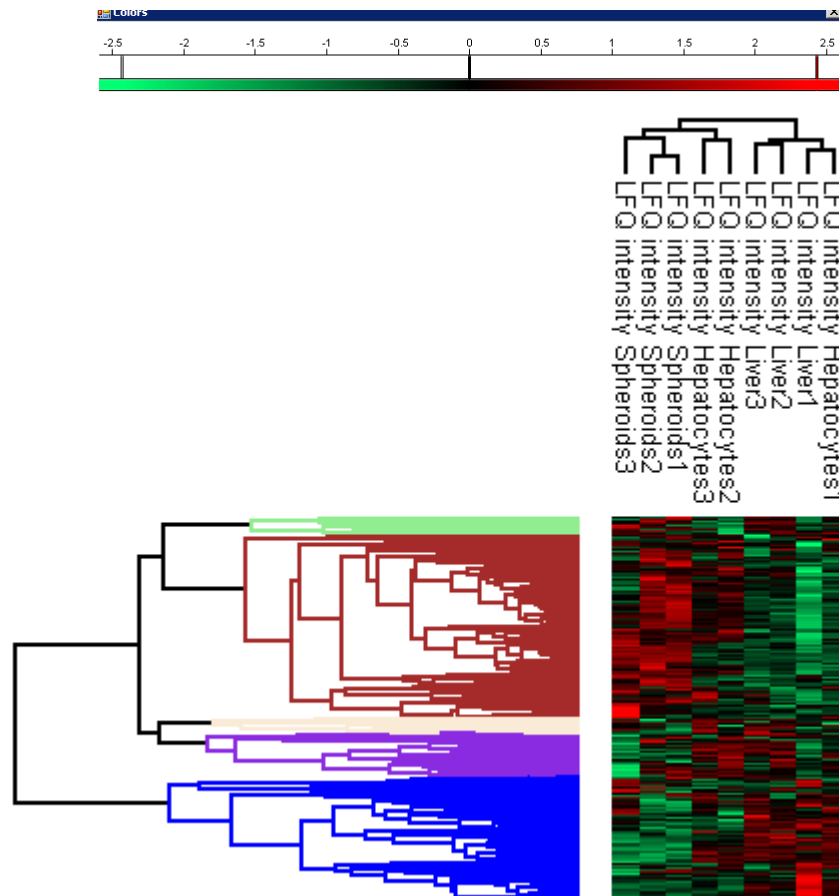 Colors
-2.5 -2 -1.5 -1 -0.5 0 0.5 1 1.5 2 2.5
LFQ intensity Spheroids3
LFQ intensity Spheroids2
LFQ intensity Spheroids1
LFQ intensity Hepatocytes3
LFQ intensity Hepatocytes2
LFQ intensity Liver3
LFQ intensity Liver2
LFQ intensity Liver1
LFQ intensity Hepatocytes1